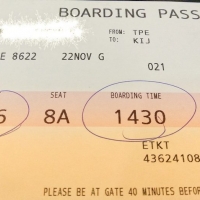 BOARDING PASS
FROM: TPE
TO: KIJ
E 8622 22NOV G
021
SEAT BOARDING TIME
6 8A 1430
ETKT
43624108
PLEASE BE AT GATE 40 MINUTES BEFOR